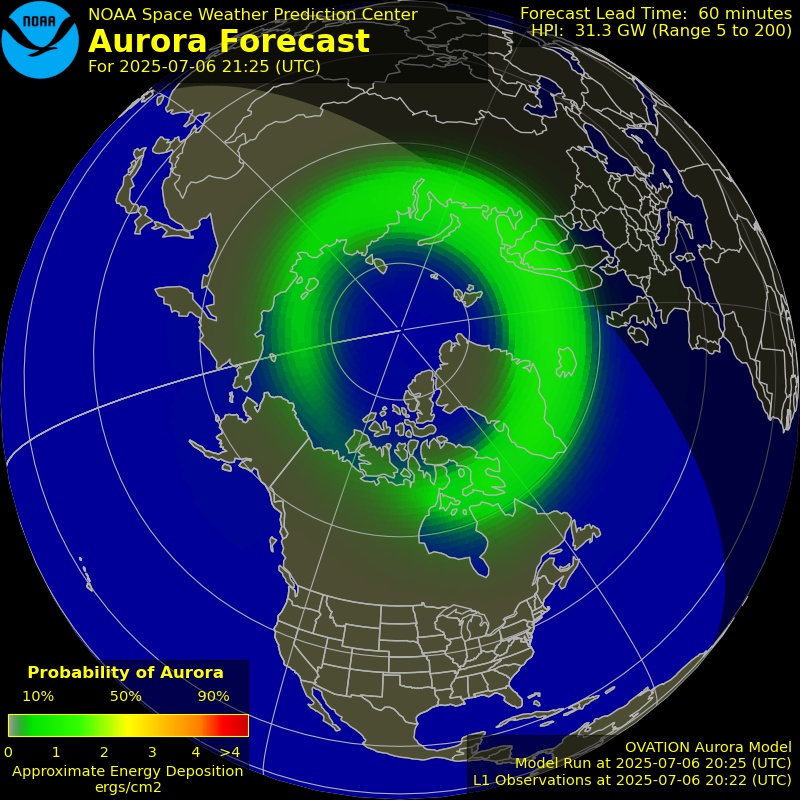 NOAA
NOAA Space Weather Prediction Center
Aurora Forecast
For 2025-07-06 21:25 (UTC)
Forecast Lead Time: 60 minutes
HPI: 31.3 GW (Range 5 to 200)
Probability of Aurora
10% 50% 90%
0 1 2 3 4 >4
Approximate Energy Deposition
ergs/cm2
OVATION Aurora Model
Model Run at 2025-07-06 20:25 (UTC)
L1 Observations at 2025-07-06 20:22 (UTC)